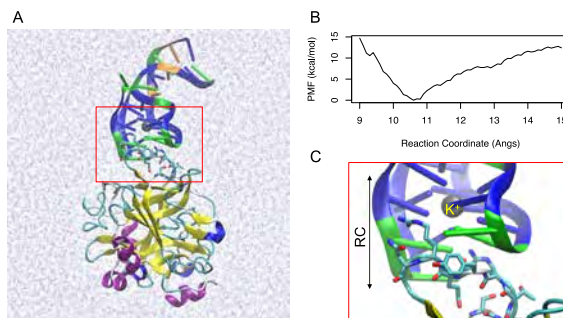 A
B
PMF (kcal/mol)
15
10
5
0
9 10 11 12 13 14 15
Reaction Coordinate (Angs)
C
K+
RC